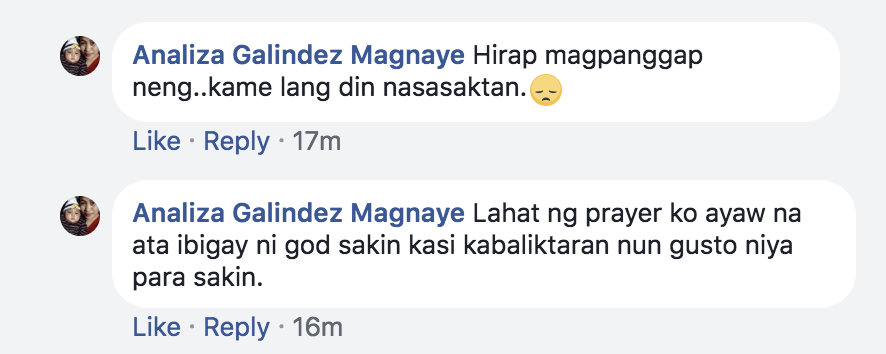 Analiza Galindez Magnaye Hirap magpanggap
neng..kame lang din nasasaktan.😞
Like · Reply · 17m
Analiza Galindez Magnaye Lahat ng prayer ko ayaw na
ata ibigay ni god sakin kasi kabaliktaran nun gusto niya
para sakin.
Like · Reply · 16m